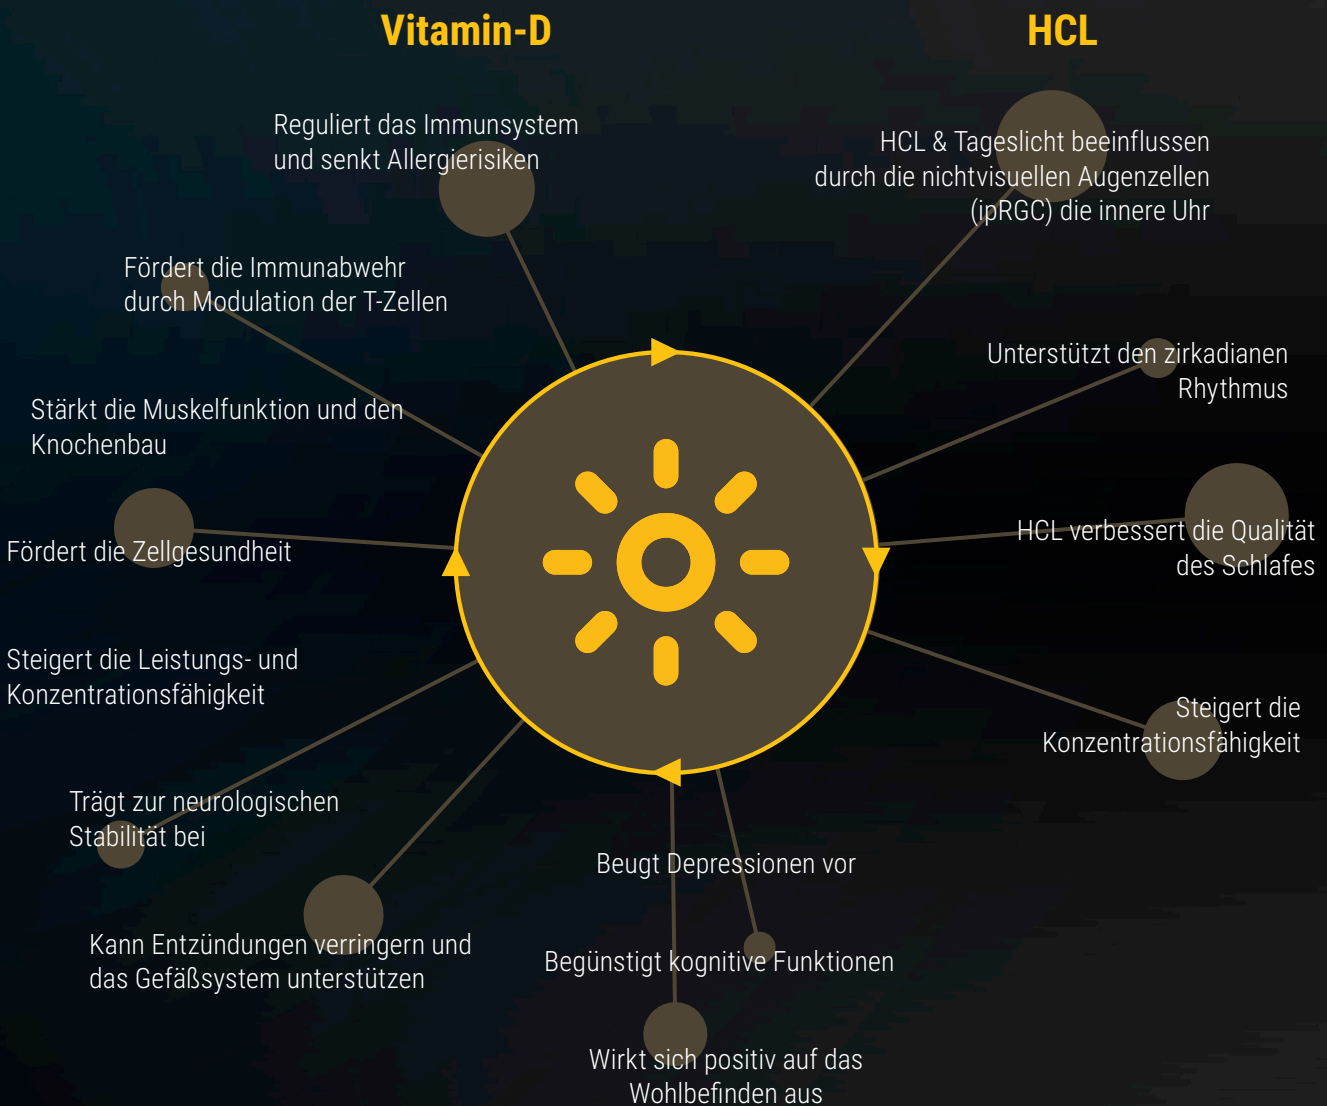 Vitamin-D
Reguliert das Immunsystem
und senkt Allergierisiken
Fördert die Immunabwehr
durch Modulation der T-Zellen
Stärkt die Muskelfunktion und den
Knochenbau
Fördert die Zellgesundheit
Steigert die Leistungs- und
Konzentrationsfähigkeit
Trägt zur neurologischen
Stabilität bei
Kann Entzündungen verringern und
das Gefäßsystem unterstützen
HCL
HCL & Tageslicht beeinflussen
durch die nichtvisuellen Augenzellen
(ipRGC) die innere Uhr
Unterstützt den zirkadianen
Rhythmus
HCL verbessert die Qualität
des Schlafes
Steigert die
Konzentrationsfähigkeit
Beugt Depressionen vor
Begünstigt kognitive Funktionen
Wirkt sich positiv auf das
Wohlbefinden aus